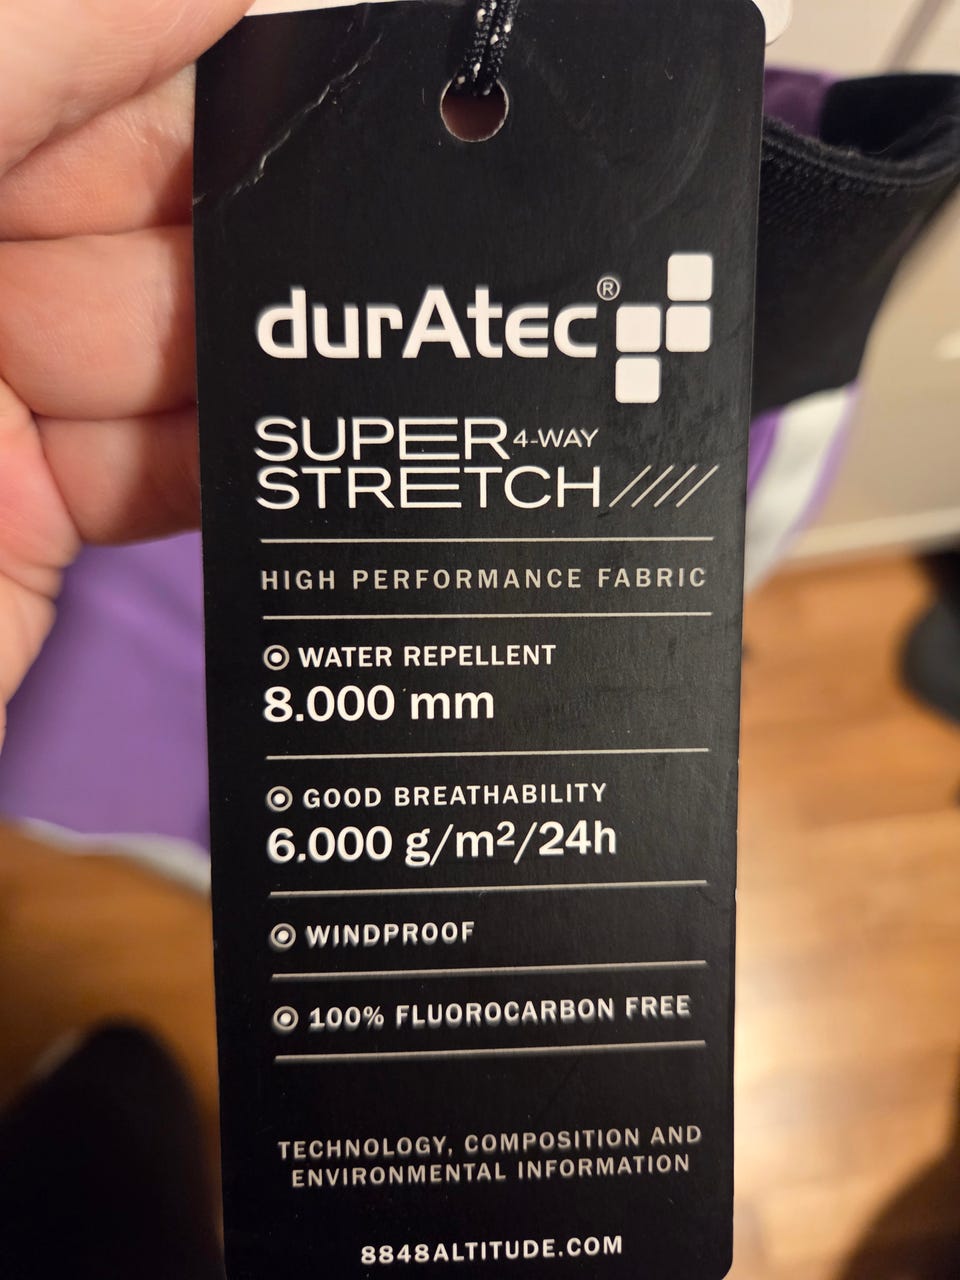 durAtec®
SUPER 4-WAY
STRETCH////
HIGH PERFORMANCE FABRIC
WATER REPELLENT
8.000 mm
GOOD BREATHABILITY
6.000 g/m²/24h
WINDPROOF
100% FLUOROCARBON FREE
TECHNOLOGY, COMPOSITION AND
ENVIRONMENTAL INFORMATION
8848ALTITUDE.COM